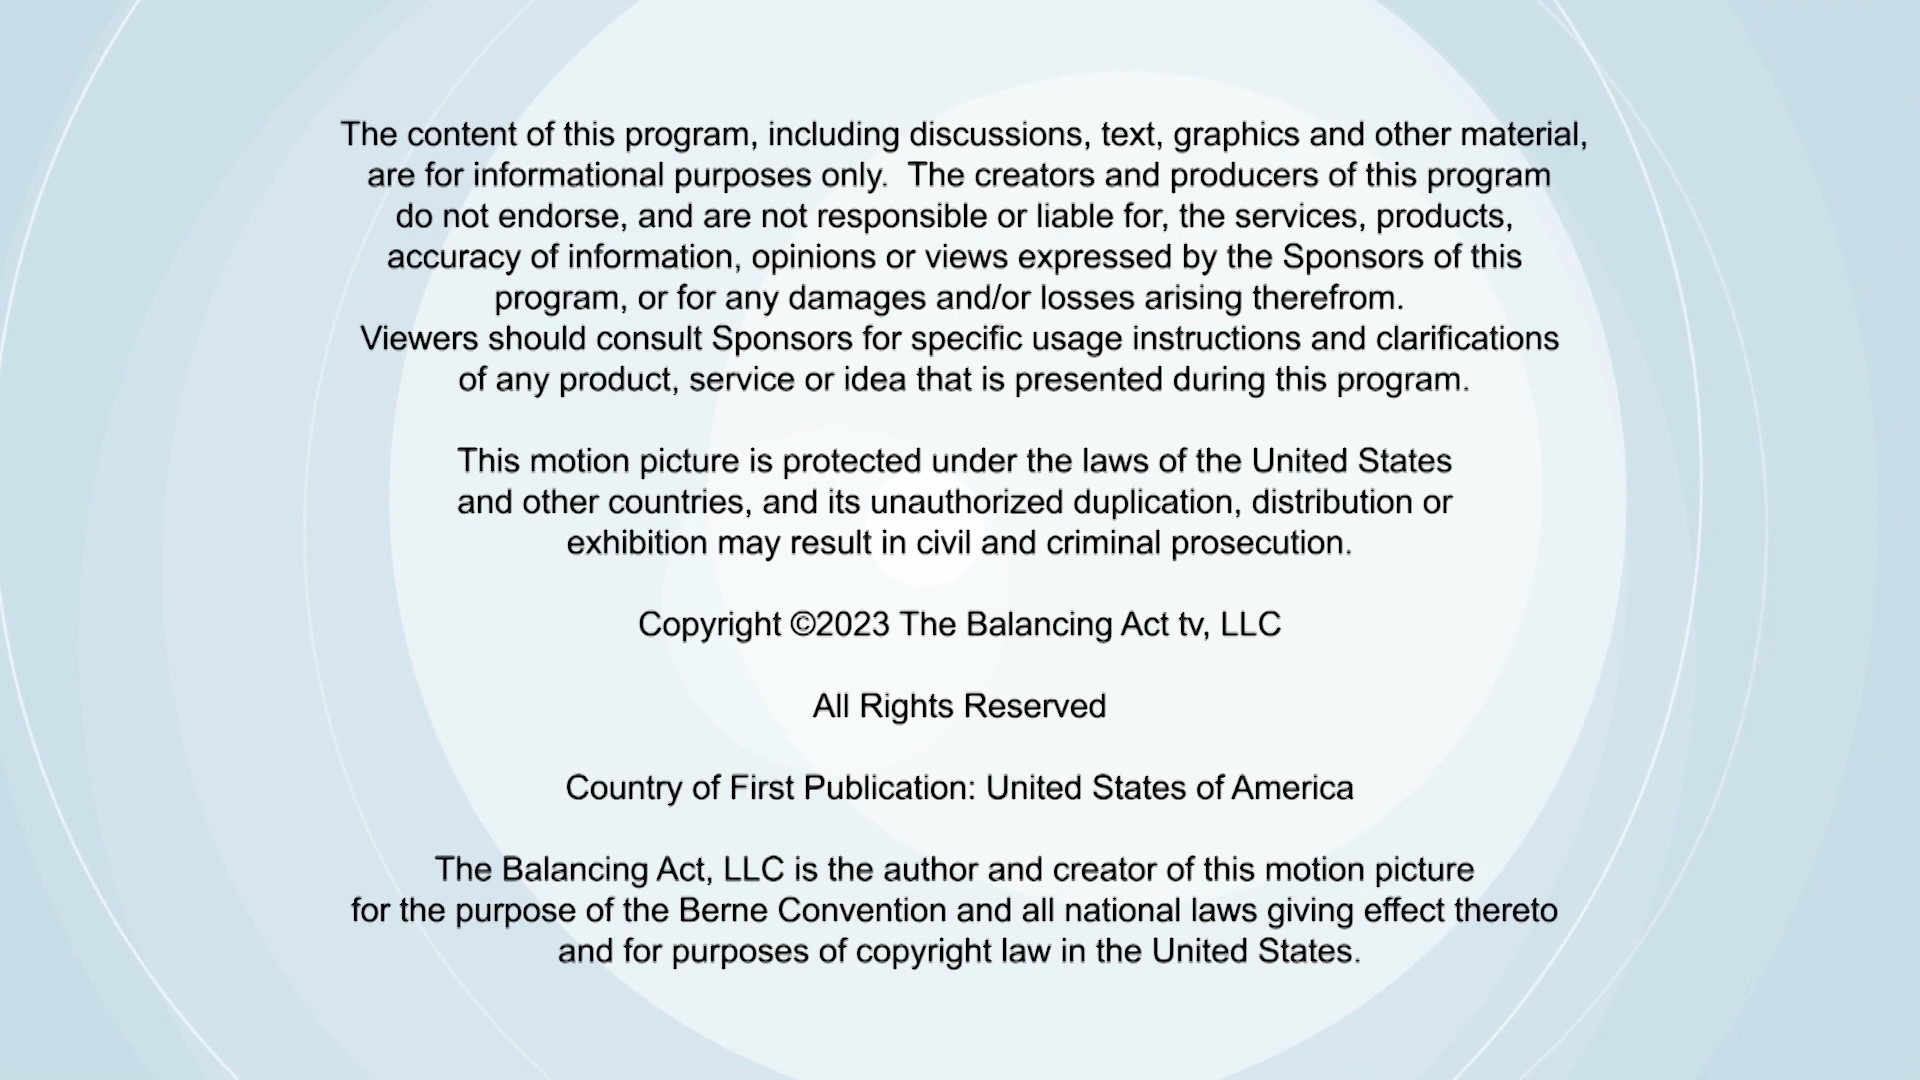 The content of this program, including discussions, text, graphics and other material,
are for informational purposes only.  The creators and producers of this program
do not endorse, and are not responsible or liable for, the services, products,
accuracy of information, opinions or views expressed by the Sponsors of this
program, or for any damages and/or losses arising therefrom.
Viewers should consult Sponsors for specific usage instructions and clarifications
of any product, service or idea that is presented during this program.
This motion picture is protected under the laws of the United States
and other countries, and its unauthorized duplication, distribution or
exhibition may result in civil and criminal prosecution.
Copyright ©2023 The Balancing Act tv, LLC
All Rights Reserved
Country of First Publication: United States of America
The Balancing Act, LLC is the author and creator of this motion picture
for the purpose of the Berne Convention and all national laws giving effect thereto
and for purposes of copyright law in the United States.